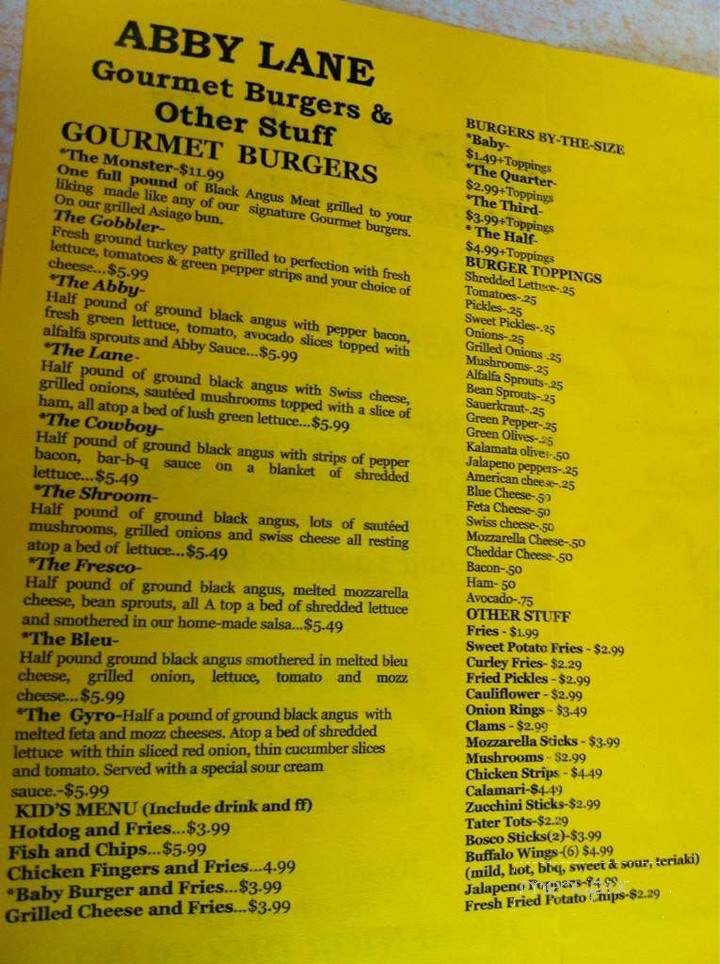 ABBY LANE
Gourmet Burgers &
Other Stuff
GOURMET BURGERS
*The Monster-$11.99
One full pound of Black Angus Meat grilled to your
liking made like any of our signature Gourmet burgers.
On our grilled Asiago bun.
The Gobbler-
Fresh ground turkey patty grilled to perfection with fresh
lettuce, tomatoes & green pepper strips and your choice of
cheese...$5.99
*The Abby-
Half pound of ground black angus with pepper bacon,
fresh green lettuce, tomato, avocado slices topped with
alfalfa sprouts and Abby Sauce...$5.99
*The Lane-
Half pound of ground black angus with Swiss cheese,
grilled onions, sautéed mushrooms topped with a slice of
ham, all atop a bed of lush green lettuce...$5.99
*The Cowboy-
Half pound of ground black angus with strips of pepper
bacon, bar-b-q sauce on a blanket of shredded
lettuce...$5.49
*The Shroom-
Half pound of ground black angus, lots of sautéed
mushrooms, grilled onions and swiss cheese all resting
atop a bed of lettuce...$5.49
*The Fresco-
Half pound of ground black angus, melted mozzarella
cheese, bean sprouts, all A top a bed of shredded lettuce
and smothered in our home-made salsa...$5.49
*The Bleu-
Half pound ground black angus smothered in melted bleu
cheese, grilled onion, lettuce, tomato and mozz
cheese...$5.99
*The Gyro-Half a pound of ground black angus with
melted feta and mozz cheeses. Atop a bed of shredded
lettuce with thin sliced red onion, thin cucumber slices
and tomato. Served with a special sour cream
sauce.-$5.99
KID'S MENU (Include drink and ff)
Hotdog and Fries...$3.99
Fish and Chips...$5.99
Chicken Fingers and Fries...4.99
*Baby Burger and Fries...$3.99
Grilled Cheese and Fries...$3.99
BURGERS BY-THE-SIZE
*Baby-
$1.49+Toppings
*The Quarter-
$2.99+Toppings
*The Third-
$3.99+Toppings
* The Half-
$4.99+Toppings
BURGER TOPPINGS
Shredded Lettuce-.25
Tomatoes-.25
Pickles-.25
Sweet Pickles-.25
Onions-.25
Grilled Onions .25
Mushrooms-.25
Alfalfa Sprouts-.25
Bean Sprouts-.25
Sauerkraut-.25
Green Pepper-.25
Green Olives-.25
Kalamata olives-.50
Jalapeno peppers-.25
American cheese-.25
Blue Cheese-.50
Feta Cheese-.50
Swiss cheese-.50
Mozzarella Cheese-.50
Cheddar Cheese-.50
Bacon-.50
Ham- 50
Avocado-.75
OTHER STUFF
Fries - $1.99
Sweet Potato Fries - $2.99
Curley Fries- $2.29
Fried Pickles - $2.99
Cauliflower - $2.99
Onion Rings - $3.49
Clams - $2.99
Mozzarella Sticks - $3.99
Mushrooms - $2.99
Chicken Strips - $4.49
Calamari-$4.49
Zucchini Sticks-$2.99
Tater Tots-$2.29
Bosco Sticks(2)-$3.99
Buffalo Wings-(6) $4.99
(mild, hot, bbq, sweet & sour, teriaki)
Jalapeno
Fresh Fried Potato Chips-$2.29